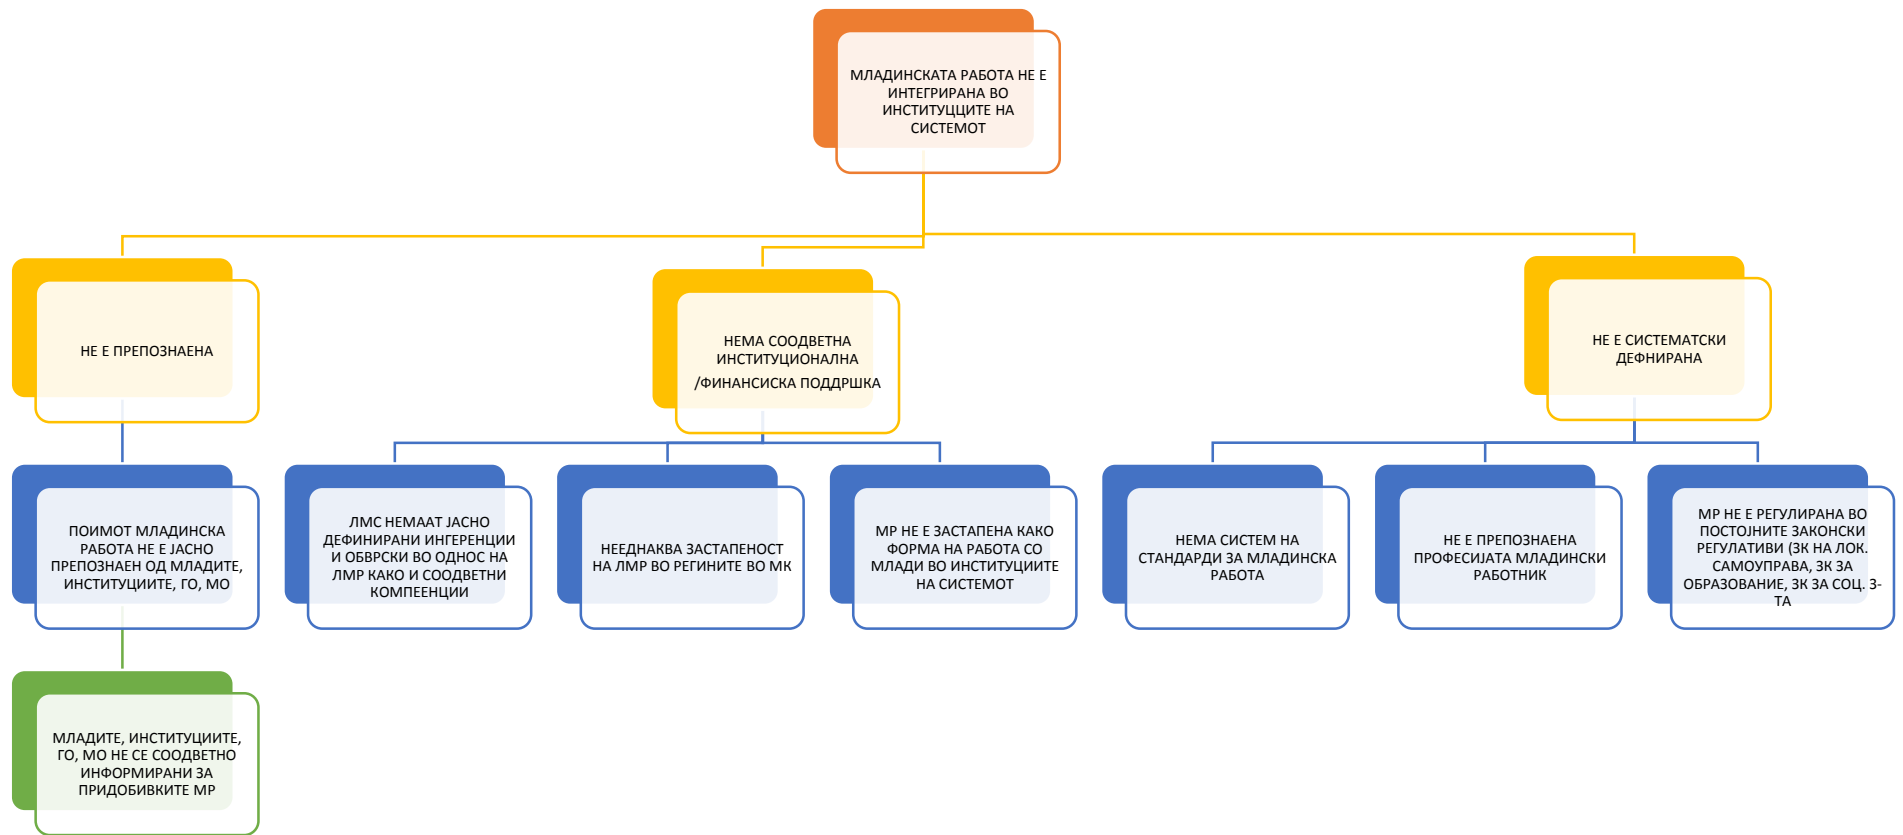 МЛАДИНСКАТА РАБОТА НЕ Е
ИНТЕГРИРАНА ВО
ИНСТИТУЦЦИТЕ НА
СИСТЕМОТ
НЕ Е ПРЕПОЗНАЕНА
НЕМА СООДВЕТНА
ИНСТИТУЦИОНАЛНА
/ФИНАНСИСКА ПОДДРШКА
НЕ Е СИСТЕМАТСКИ
ДЕФНИРАНА
ПОИМОТ МЛАДИНСКА
РАБОТА НЕ Е ЈАСНО
ПРЕПОЗНАЕН ОД МЛАДИТЕ,
ИНСТИТУЦИИТЕ, ГО, МО
ЛМС НЕМААТ ЈАСНО
ДЕФИНИРАНИ ИНГЕРЕНЦИИ
И ОБВРСКИ ВО ОДНОС НА
ЛМР КАКО И СООДВЕТНИ
КОМПЕЕНЦИИ
НЕЕДНАКВА ЗАСТАПЕНОСТ
НА ЛМР ВО РЕГИНИТЕ ВО МК
МР НЕ Е ЗАСТАПЕНА КАКО
ФОРМА НА РАБОТА СО
МЛАДИ ВО ИНСТИТУЦИИТЕ
НА СИСТЕМОТ
НЕМА СИСТЕМ НА
СТАНДАРДИ ЗА МЛАДИНСКА
РАБОТА
НЕ Е ПРЕПОЗНАЕНА
ПРОФЕСИЈАТА МЛАДИНСКИ
РАБОТНИК
МР НЕ Е РЕГУЛИРАНА ВО
ПОСТОЈНИТЕ ЗАКОНСКИ
РЕГУЛАТИВИ (ЗК НА ЛОК.
САМОУПРАВА, ЗК ЗА
ОБРАЗОВАНИЕ, ЗК ЗА СОЦ. З-
ТА
МЛАДИТЕ, ИНСТИТУЦИИТЕ,
ГО, МО НЕ СЕ СООДВЕТНО
ИНФОРМИРАНИ ЗА
ПРИДОБИВКИТЕ МР